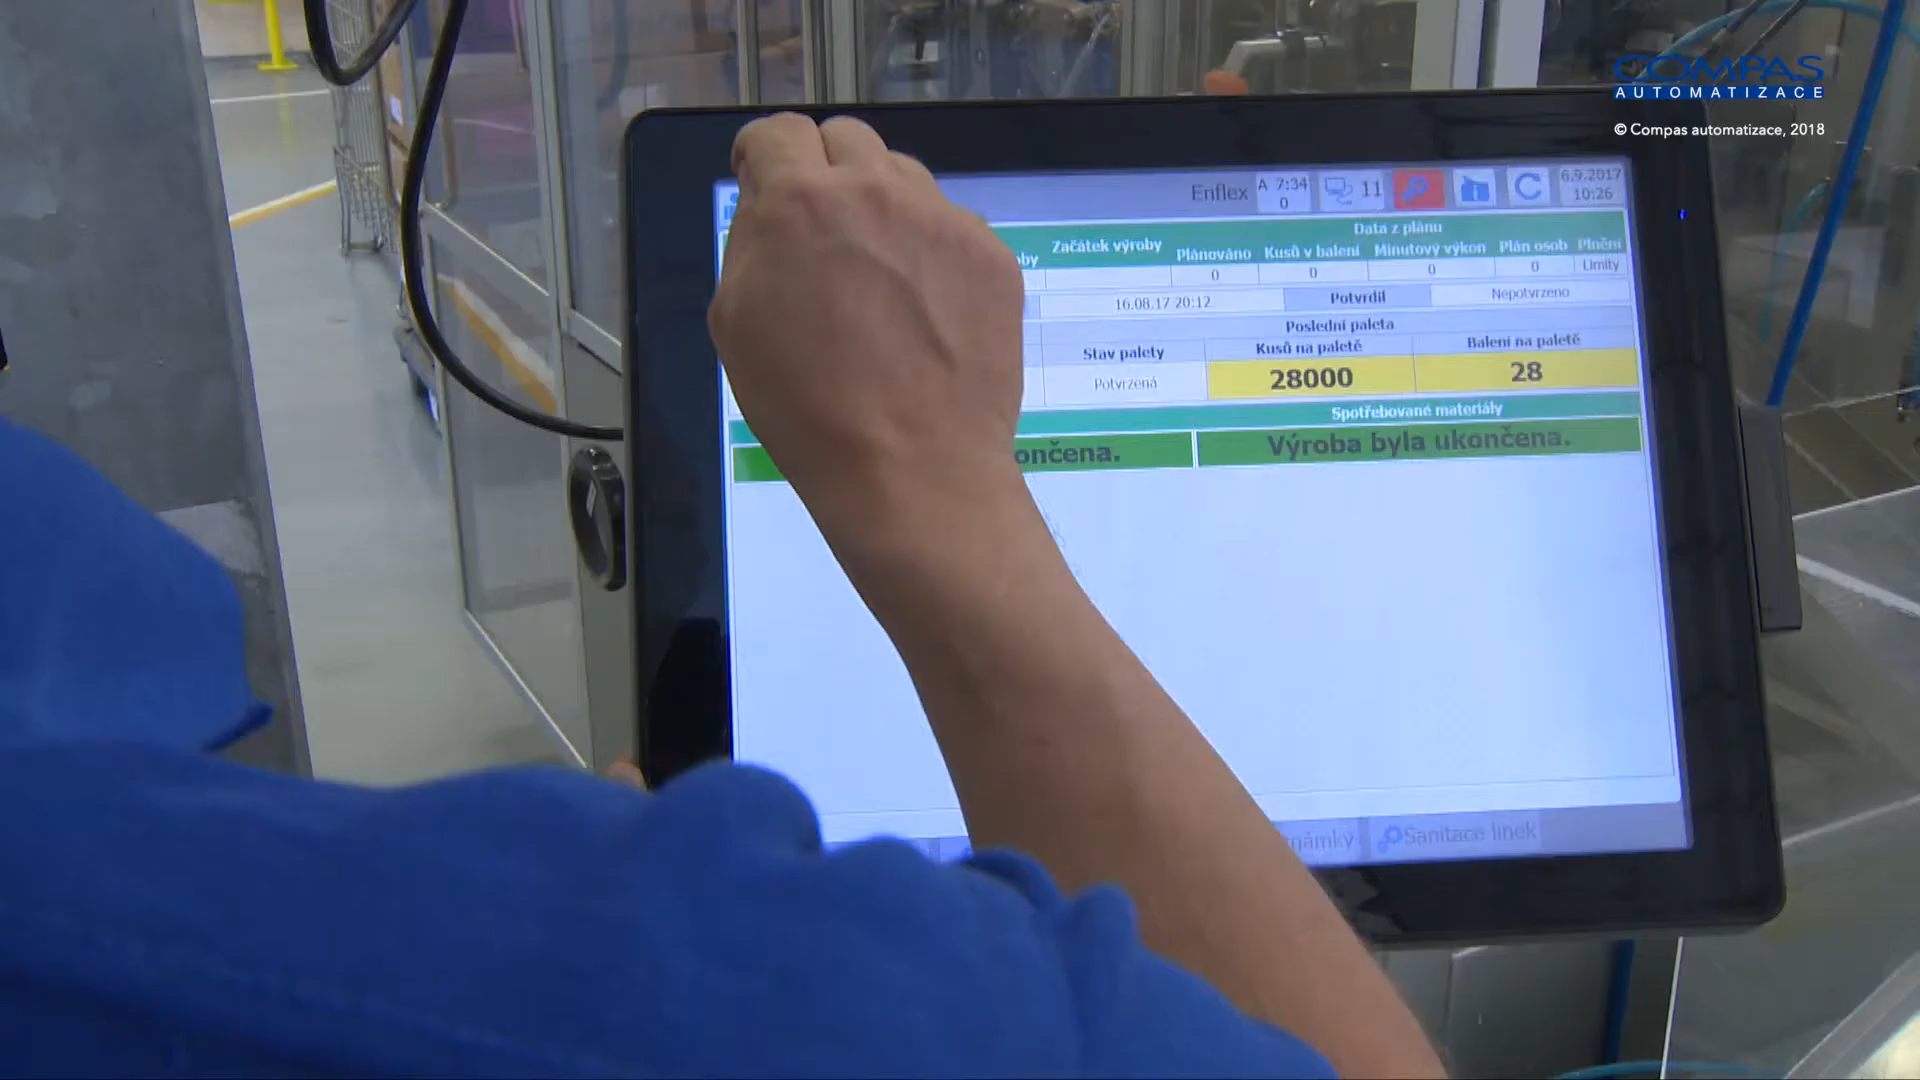 COMPAS
AUTOMATIZACE
© Compas automatizace, 2018
Enflex A 7:34 0 11 6.9.2017 10:26
Data z plánu
oby Začátek výroby Plánováno Kusů v balení Minutový výkon Plán osob Plnění
0 0 0 0 Limity
16.08.17 20:12 Potvrdil Nepotvrzeno
Poslední paleta
Stav palety Kusů na paletě Balení na paletě
Potvrzená 28000 28
Spotřebované materiály
ončena. Výroba byla ukončena.
námky Sanitace linek